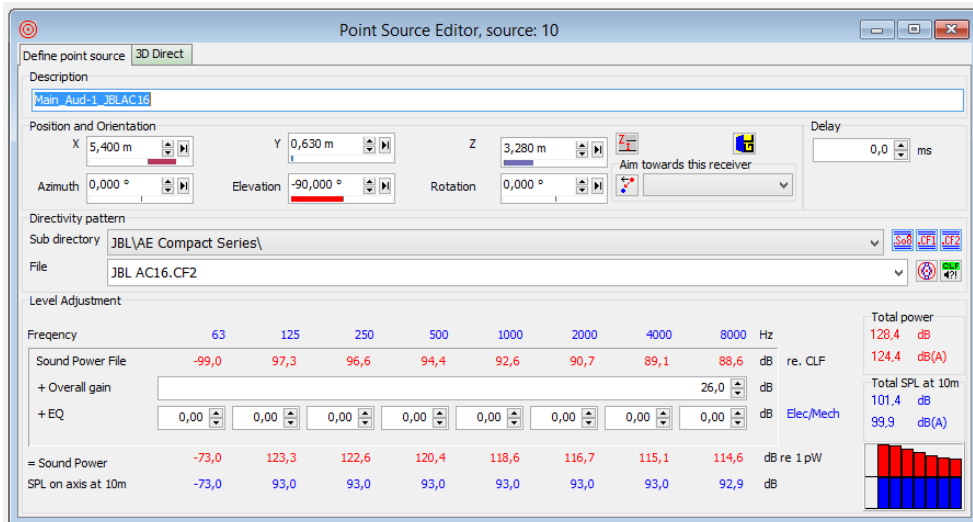 Point Source Editor, source: 10
Define point source 3D Direct
Description
Main_Aud-1_JBLAC16
Position and Orientation Delay
X 5,400 m Y 0,630 m Z 3,280 m 0,0 ms
Aim towards this receiver
Azimuth 0,000 ° Elevation -90,000 ° Rotation 0,000 °
Directivity pattern
Sub directory JBL\AE Compact Series\ .So8 .CF1 .CF2
File JBL AC16.CF2 CLF
Level Adjustment
Freqency 63 125 250 500 1000 2000 4000 8000 Hz
Total power
128,4 dB
124,4 dB(A)
Sound Power File -99,0 97,3 96,6 94,4 92,6 90,7 89,1 88,6 dB re. CLF
+ Overall gain 26,0 dB
Total SPL at 10m
101,4 dB
99,9 dB(A)
+ EQ 0,00 0,00 0,00 0,00 0,00 0,00 0,00 0,00 dB Elec/Mech
= Sound Power -73,0 123,3 122,6 120,4 118,6 116,7 115,1 114,6 dB re 1 pW
SPL on axis at 10m -73,0 93,0 93,0 93,0 93,0 93,0 93,0 92,9 dB